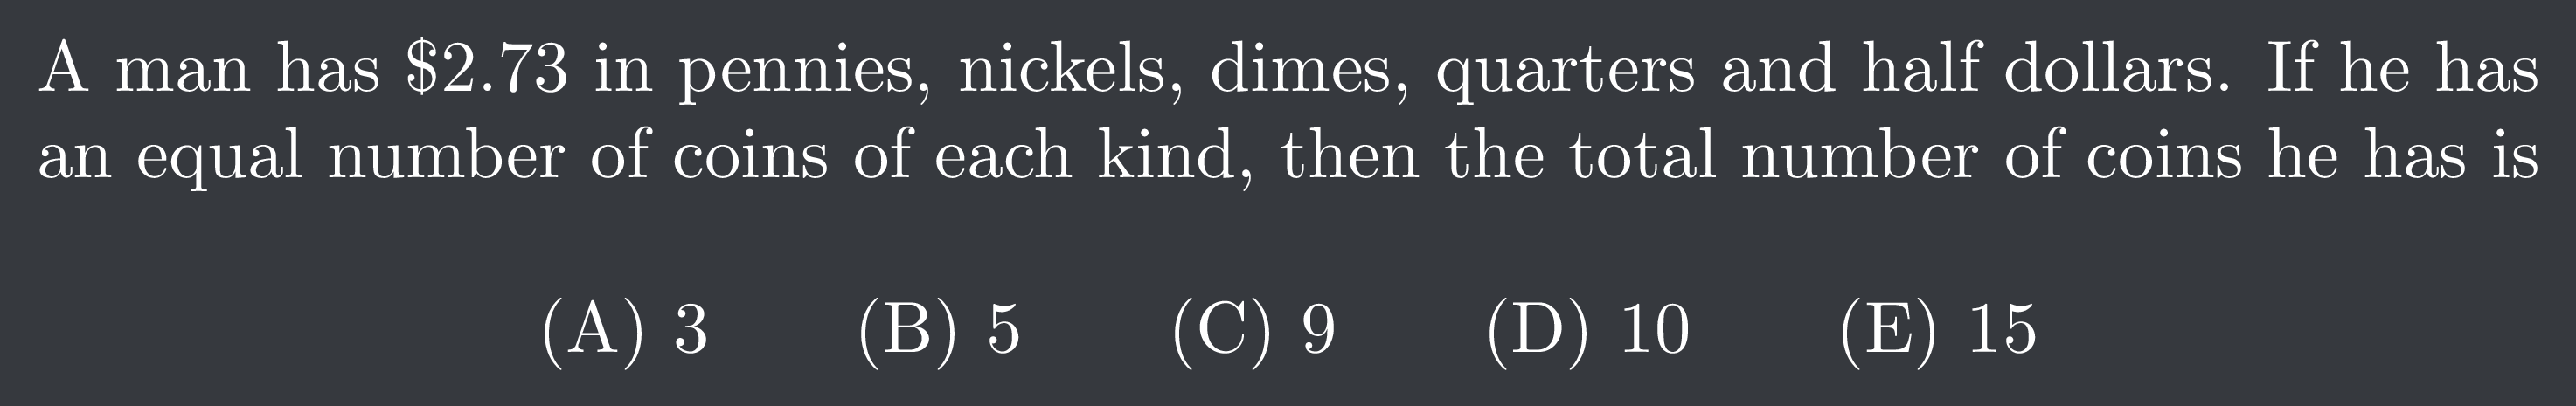 A man has $2.73 in pennies, nickels, dimes, quarters and half dollars. If he has
an equal number of coins of each kind, then the total number of coins he has is
(A) 3 (B) 5 (C) 9 (D) 10 (E) 15